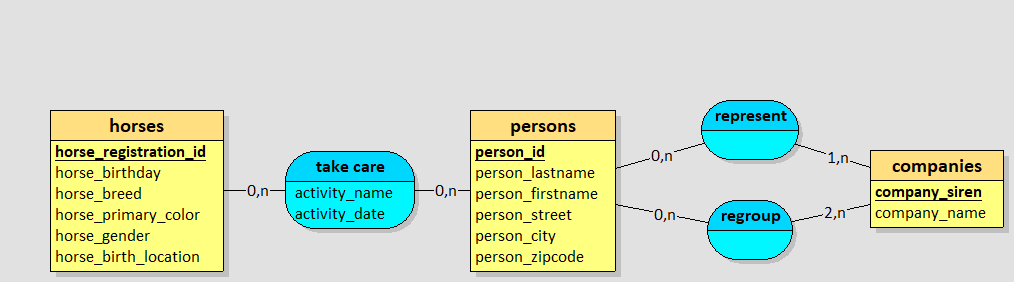 horses
horse_registration_id
horse_birthday
horse_breed
horse_primary_color
horse_gender
horse_birth_location
0,n
take care
activity_name
activity_date
0,n
persons
person_id
person_lastname
person_firstname
person_street
person_city
person_zipcode
0,n
represent
1,n
0,n
regroup
2,n
companies
company_siren
company_name